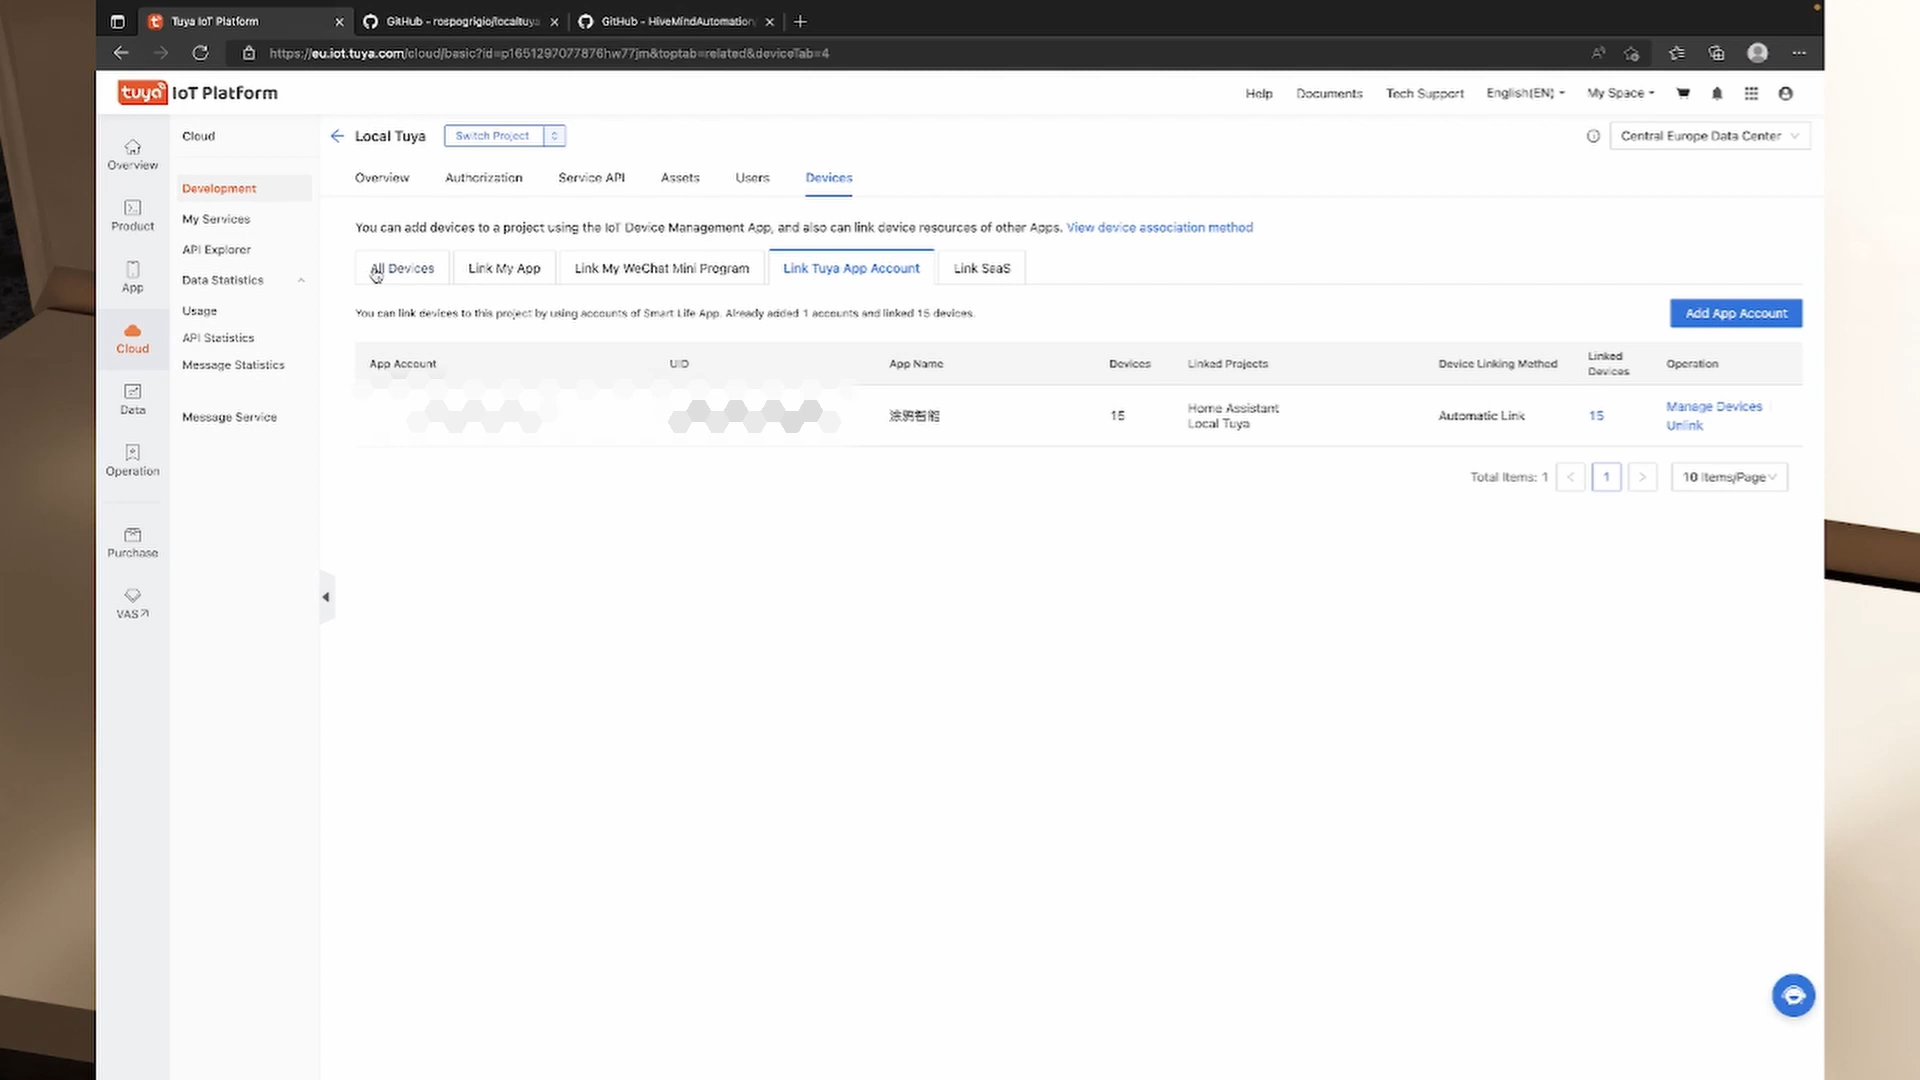 Tuya IoT Platform
GitHub - rospogrigio/localtuya
GitHub - HiveMindAutomation
https://eu.iot.tuya.com/cloud/basic?id=p1651297077876hw77jm&toptab=related&deviceTab=4
tuya IoT Platform
Help
Documents
Tech Support
English(EN)
My Space
Overview
Product
App
Cloud
Data
Operation
Purchase
VAS
Cloud
Development
My Services
API Explorer
Data Statistics
Usage
API Statistics
Message Statistics
Message Service
Local Tuya
Switch Project
Central Europe Data Center
Overview
Authorization
Service API
Assets
Users
Devices
You can add devices to a project using the IoT Device Management App, and also can link device resources of other Apps. View device association method
All Devices
Link My App
Link My WeChat Mini Program
Link Tuya App Account
Link SaaS
You can link devices to this project by using accounts of Smart Life App. Already added 1 accounts and linked 15 devices.
Add App Account
App Account
UID
App Name
Devices
Linked Projects
Device Linking Method
Linked
Devices
Operation
涂鸦智能
15
Home Assistant
Local Tuya
Automatic Link
15
Manage Devices
Unlink
Total Items: 1
1
10 Items/Page